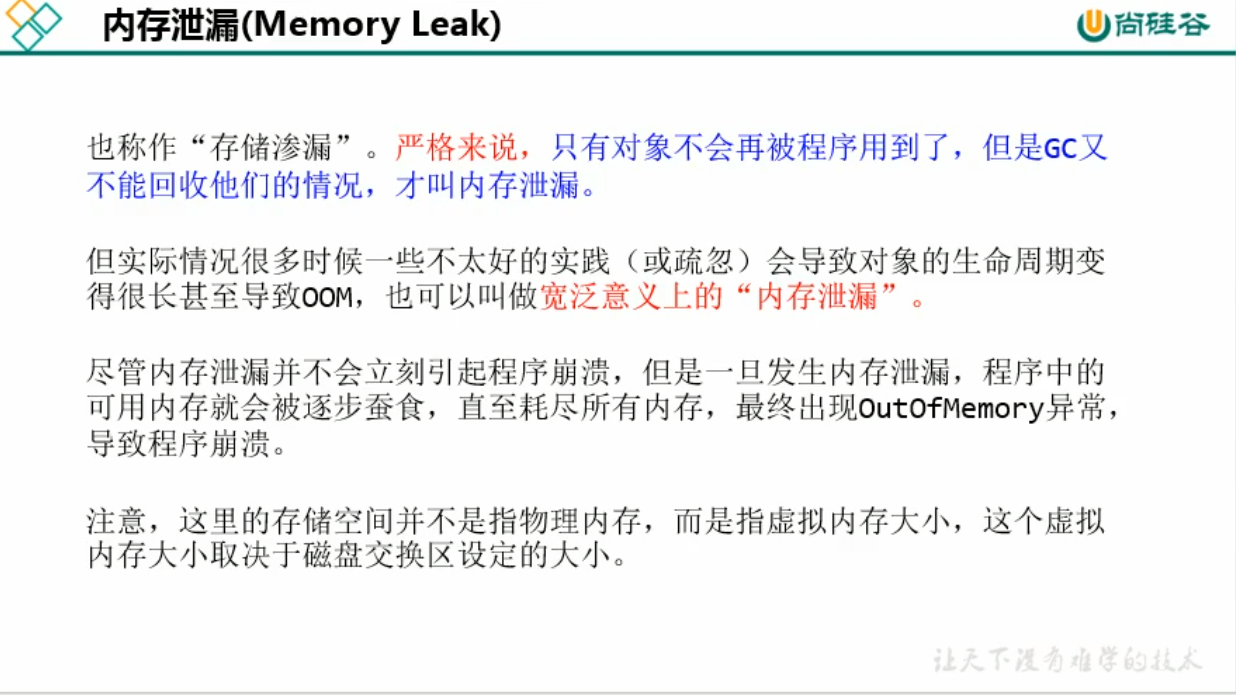 内存泄漏(Memory Leak)
尚硅谷
也称作“存储渗漏”。严格来说，只有对象不会再被程序用到了，但是GC又
不能回收他们的情况，才叫内存泄漏。
但实际情况很多时候一些不太好的实践（或疏忽）会导致对象的生命周期变
得很长甚至导致OOM，也可以叫做宽泛意义上的“内存泄漏”。
尽管内存泄漏并不会立刻引起程序崩溃，但是一旦发生内存泄漏，程序中的
可用内存就会被逐步蚕食，直至耗尽所有内存，最终出现OutOfMemory异常，
导致程序崩溃。
注意，这里的存储空间并不是指物理内存，而是指虚拟内存大小，这个虚拟
内存大小取决于磁盘交换区设定的大小。
让天下没有难学的技术